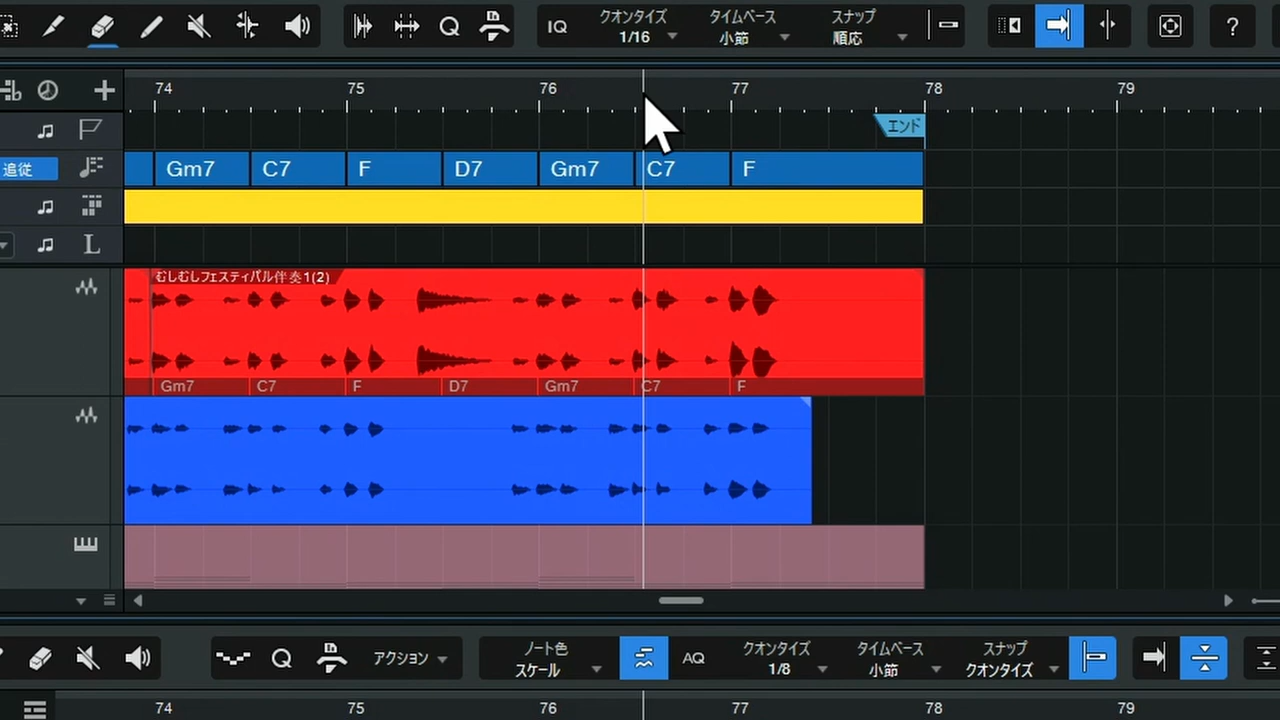 IQ
クオンタイズ
1/16
タイムベース
小節
スナップ
順応
?
74 75 76 77 78 79
エンド
追従
Gm7 C7 F D7 Gm7 C7 F
L
むしむしフェスティバル伴奏1(2)
Gm7 C7 F D7 Gm7 C7 F
Q
アクション
ノート色
スケール
AQ
クオンタイズ
1/8
タイムベース
小節
スナップ
クオンタイズ
74 75 76 77 78 79